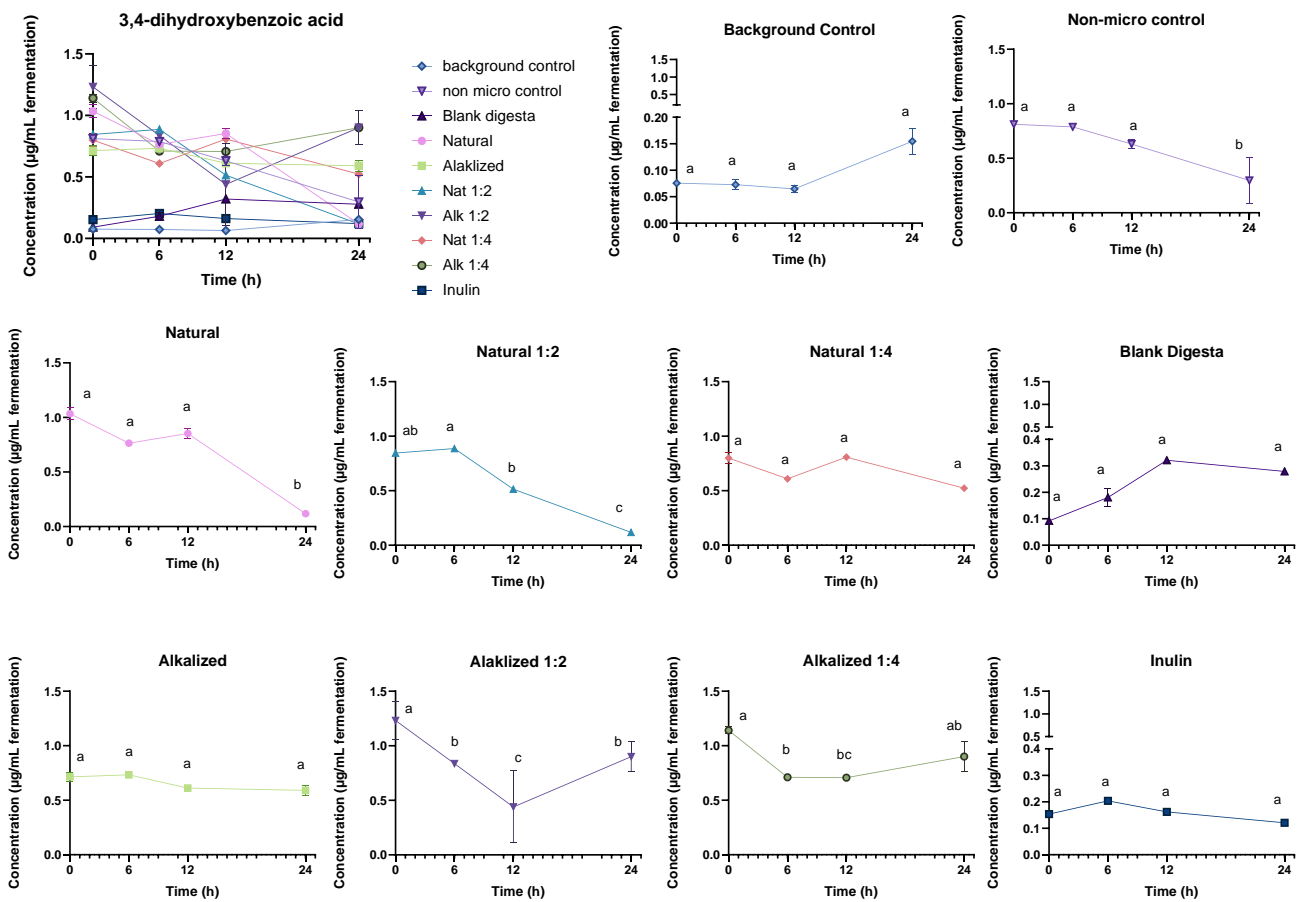 3,4-dihydroxybenzoic acid
Concentration (µg/mL fermentation)
1.5
1.0
0.5
0.0
0
6
12
24
Time (h)
background control
non micro control
Blank digesta
Natural
Alaklized
Nat 1:2
Alk 1:2
Nat 1:4
Alk 1:4
Inulin
Background Control
Concentration (µg/mL fermentation)
1.5
1.0
0.5
0.20
0.15
0.10
0.05
0.00
a
a
a
a
0
6
12
24
Time (h)
Non-micro control
Concentration (µg/mL fermentation)
1.5
1.0
0.5
0.0
a
a
a
b
0
6
12
24
Time (h)
Natural
Concentration (µg/mL fermentation)
1.5
1.0
0.5
0.0
a
a
a
b
0
6
12
24
Time (h)
Natural 1:2
Concentration (µg/mL fermentation)
1.5
1.0
0.5
0.0
ab
a
b
c
0
6
12
24
Time (h)
Natural 1:4
Concentration (µg/mL fermentation)
1.5
1.0
0.5
0.0
a
a
a
a
0
6
12
24
Time (h)
Blank Digesta
Concentration (µg/mL fermentation)
1.5
1.0
0.5
0.4
0.3
0.2
0.1
0.0
a
a
a
a
0
6
12
24
Time (h)
Alkalized
Concentration (µg/mL fermentation)
1.5
1.0
0.5
0.0
a
a
a
a
0
6
12
24
Time (h)
Alaklized 1:2
Concentration (µg/mL fermentation)
1.5
1.0
0.5
0.0
a
b
c
b
0
6
12
24
Time (h)
Alkalized 1:4
Concentration (µg/mL fermentation)
1.5
1.0
0.5
0.0
a
b
bc
ab
0
6
12
24
Time (h)
Inulin
Concentration (µg/mL fermentation)
1.5
1.0
0.5
0.4
0.3
0.2
0.1
0.0
a
a
a
a
0
6
12
24
Time (h)